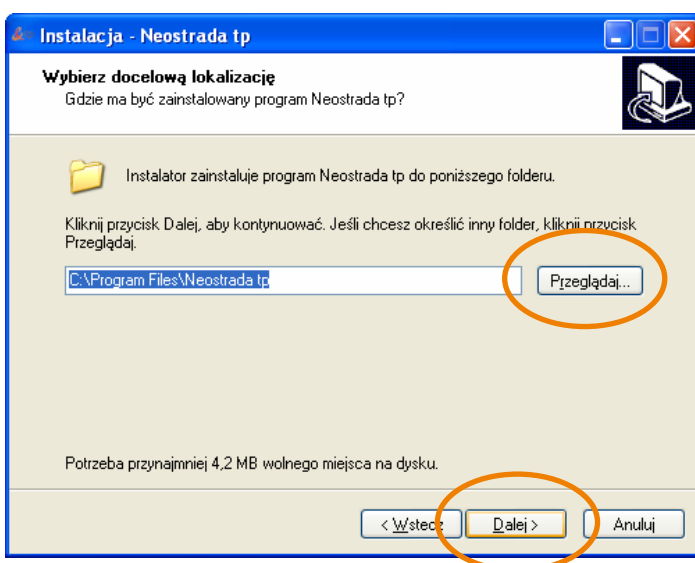 Instalacja - Neostrada tp
Wybierz docelową lokalizację
Gdzie ma być zainstalowany program Neostrada tp?
Instalator zainstaluje program Neostrada tp do poniższego folderu.
Kliknij przycisk Dalej, aby kontynuować. Jeśli chcesz określić inny folder, kliknij przycisk
Przeglądaj.
C:\Program Files\Neostrada tp
Przeglądaj...
Potrzeba przynajmniej 4,2 MB wolnego miejsca na dysku.
< Wstecz
Dalej >
Anuluj